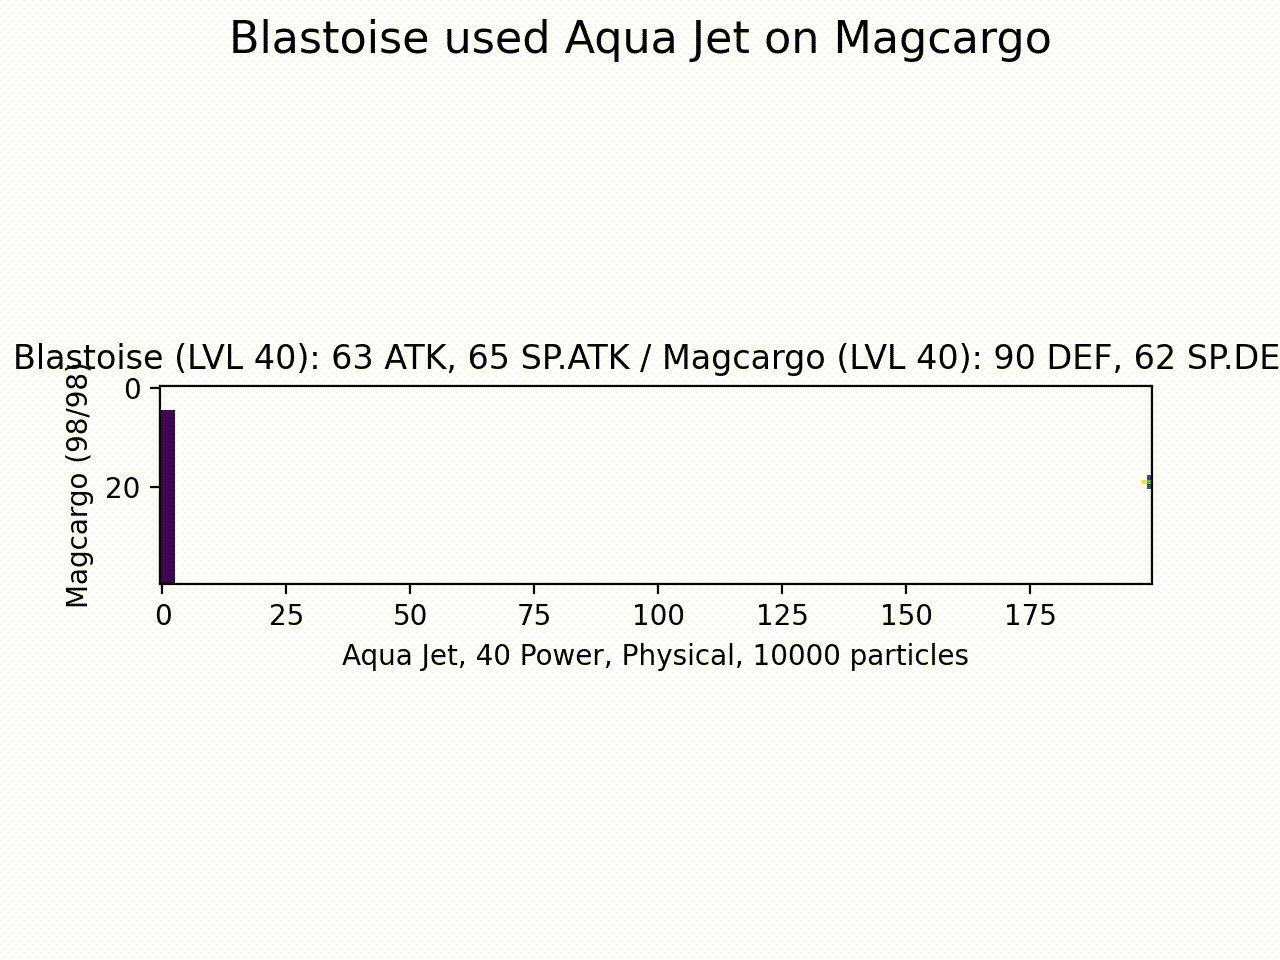 Blastoise used Aqua Jet on Magcargo
Blastoise (LVL 40): 63 ATK, 65 SP.ATK / Magcargo (LVL 40): 90 DEF, 62 SP.DE
Magcargo (98/98)
0
20
0 25 50 75 100 125 150 175
Aqua Jet, 40 Power, Physical, 10000 particles